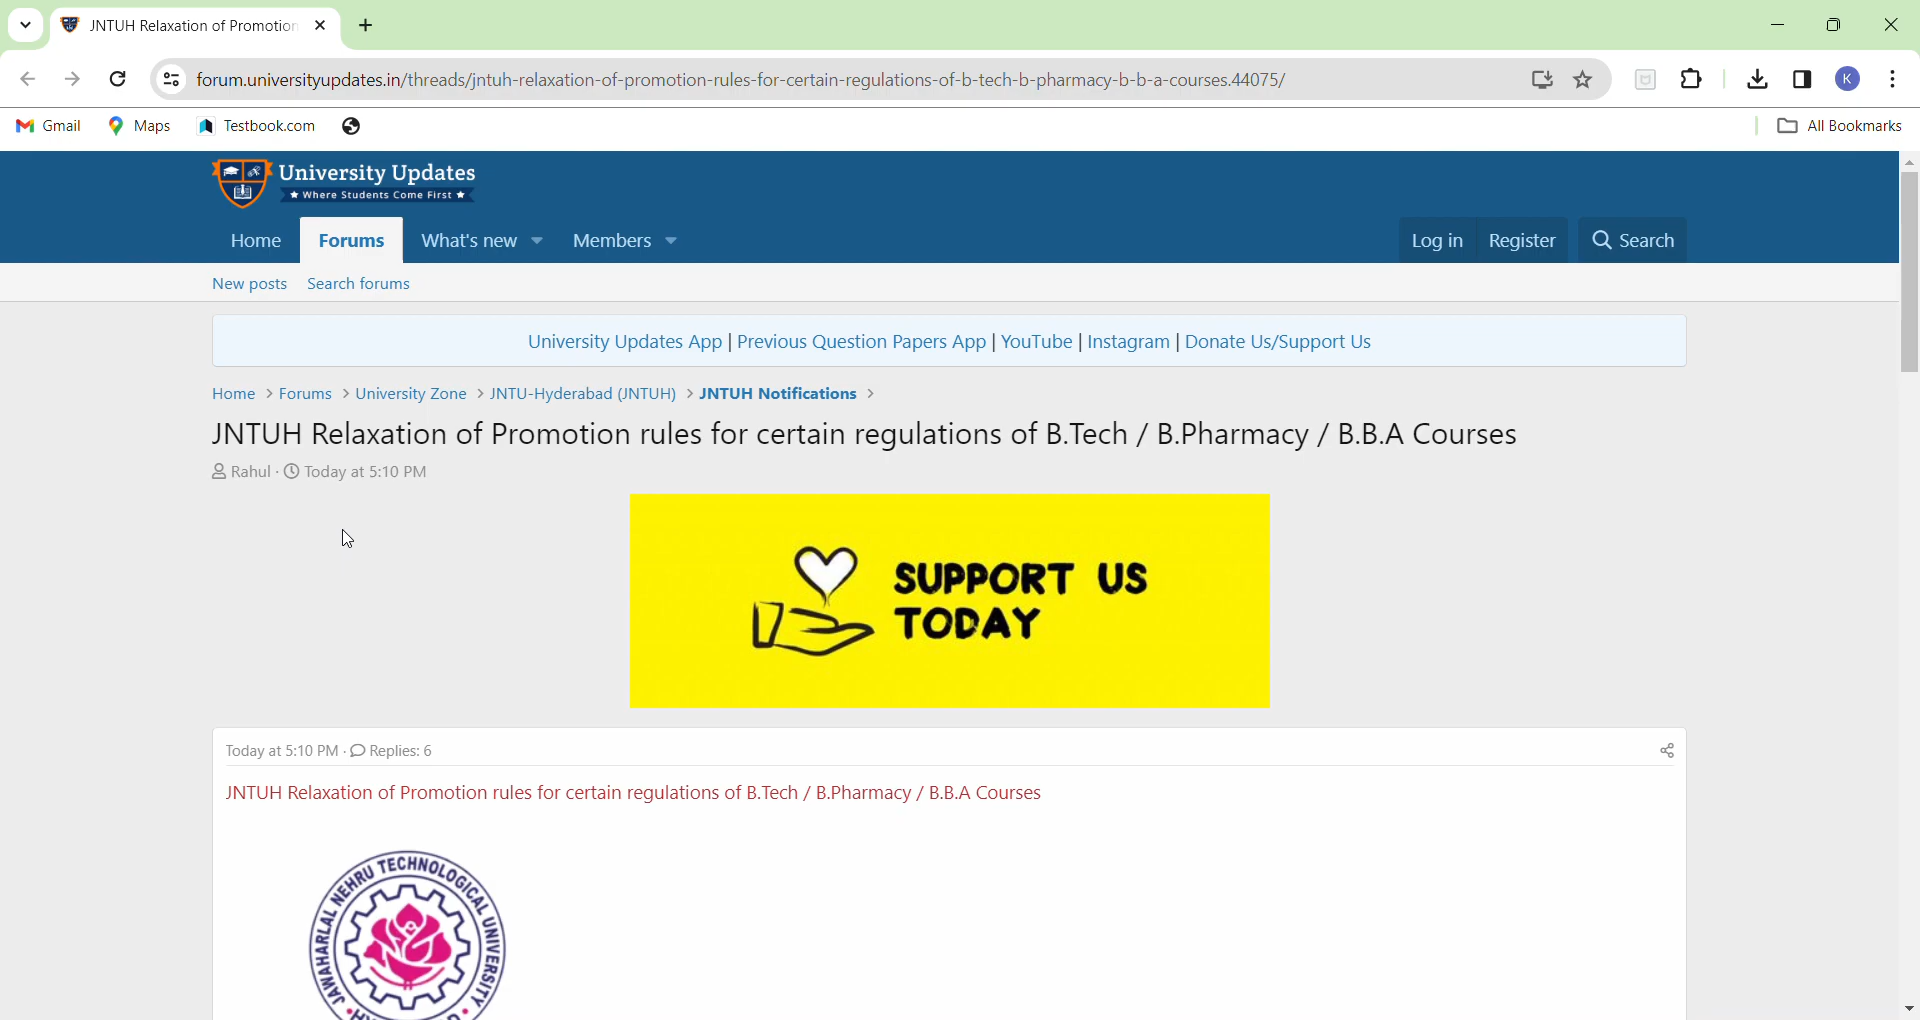 JNTUH Relaxation of Promotion
forum.universityupdates.in/threads/jntuh-relaxation-of-promotion-rules-for-certain-regulations-of-b-tech-b-pharmacy-b-b-a-courses.44075/
K
Gmail Maps Testbook.com All Bookmarks
University Updates
★ Where Students Come First ★
Home Forums What's new Members Log in Register Search
New posts Search forums
University Updates App | Previous Question Papers App | YouTube | Instagram | Donate Us/Support Us
Home > Forums > University Zone > JNTU-Hyderabad (JNTUH) > JNTUH Notifications >
JNTUH Relaxation of Promotion rules for certain regulations of B.Tech / B.Pharmacy / B.B.A Courses
Rahul · Today at 5:10 PM
SUPPORT US
TODAY
Today at 5:10 PM · Replies: 6
JNTUH Relaxation of Promotion rules for certain regulations of B.Tech / B.Pharmacy / B.B.A Courses
JAWAHARLAL NEHRU TECHNOLOGICAL UNIVERSITY